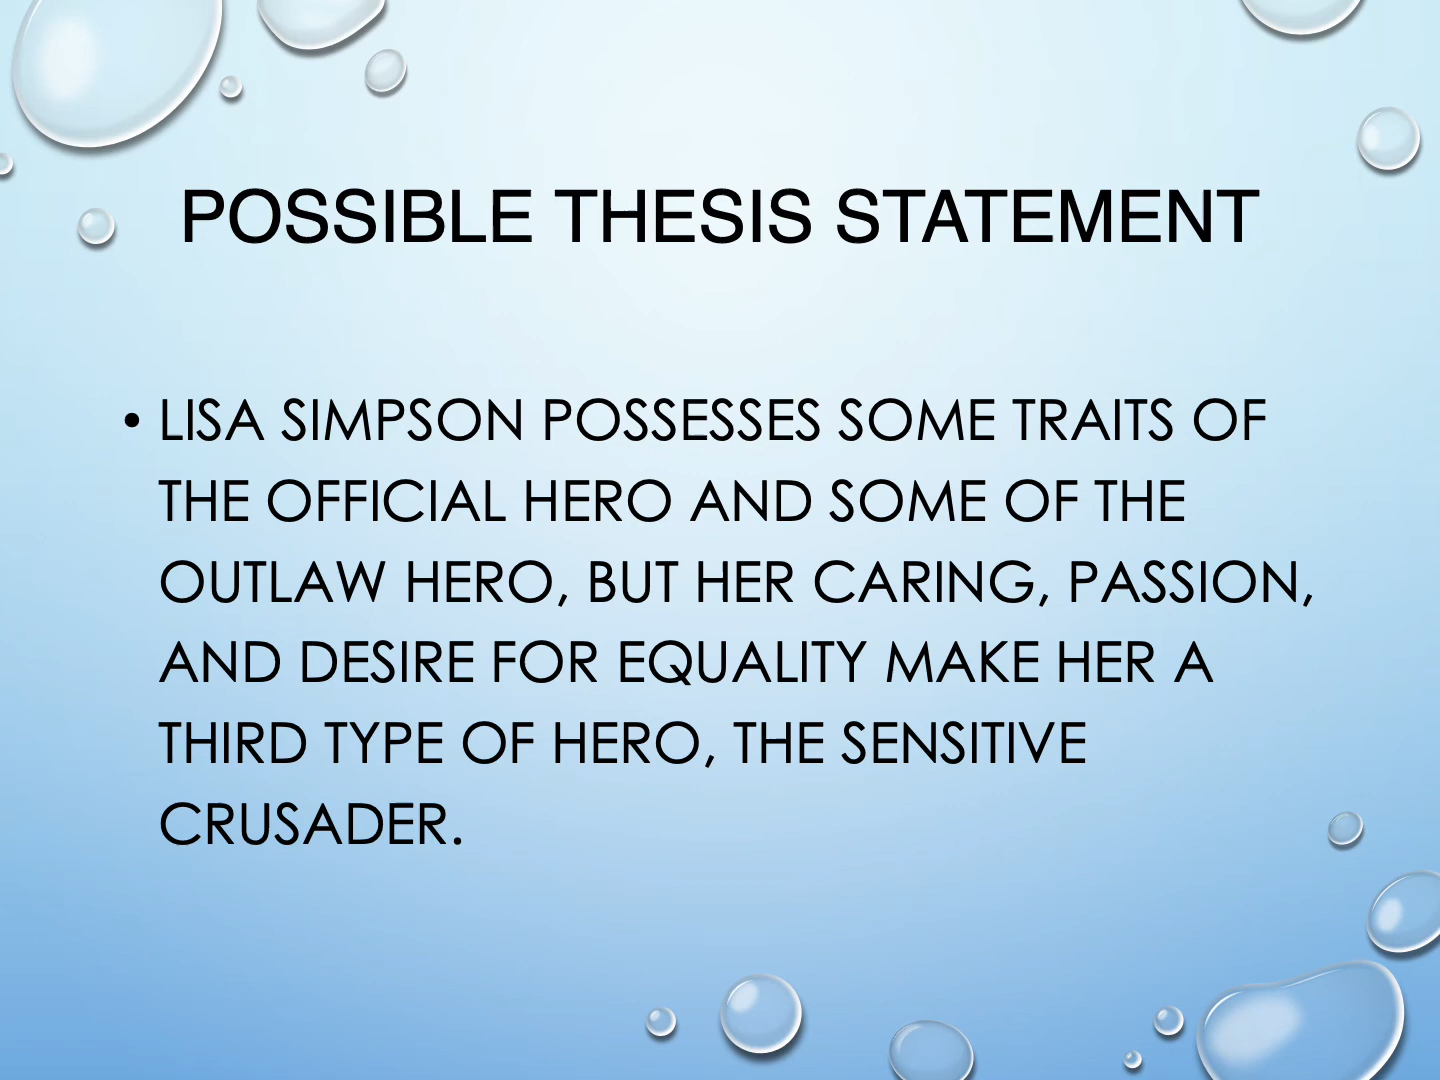 POSSIBLE THESIS STATEMENT
• LISA SIMPSON POSSESSES SOME TRAITS OF
THE OFFICIAL HERO AND SOME OF THE
OUTLAW HERO, BUT HER CARING, PASSION,
AND DESIRE FOR EQUALITY MAKE HER A
THIRD TYPE OF HERO, THE SENSITIVE
CRUSADER.